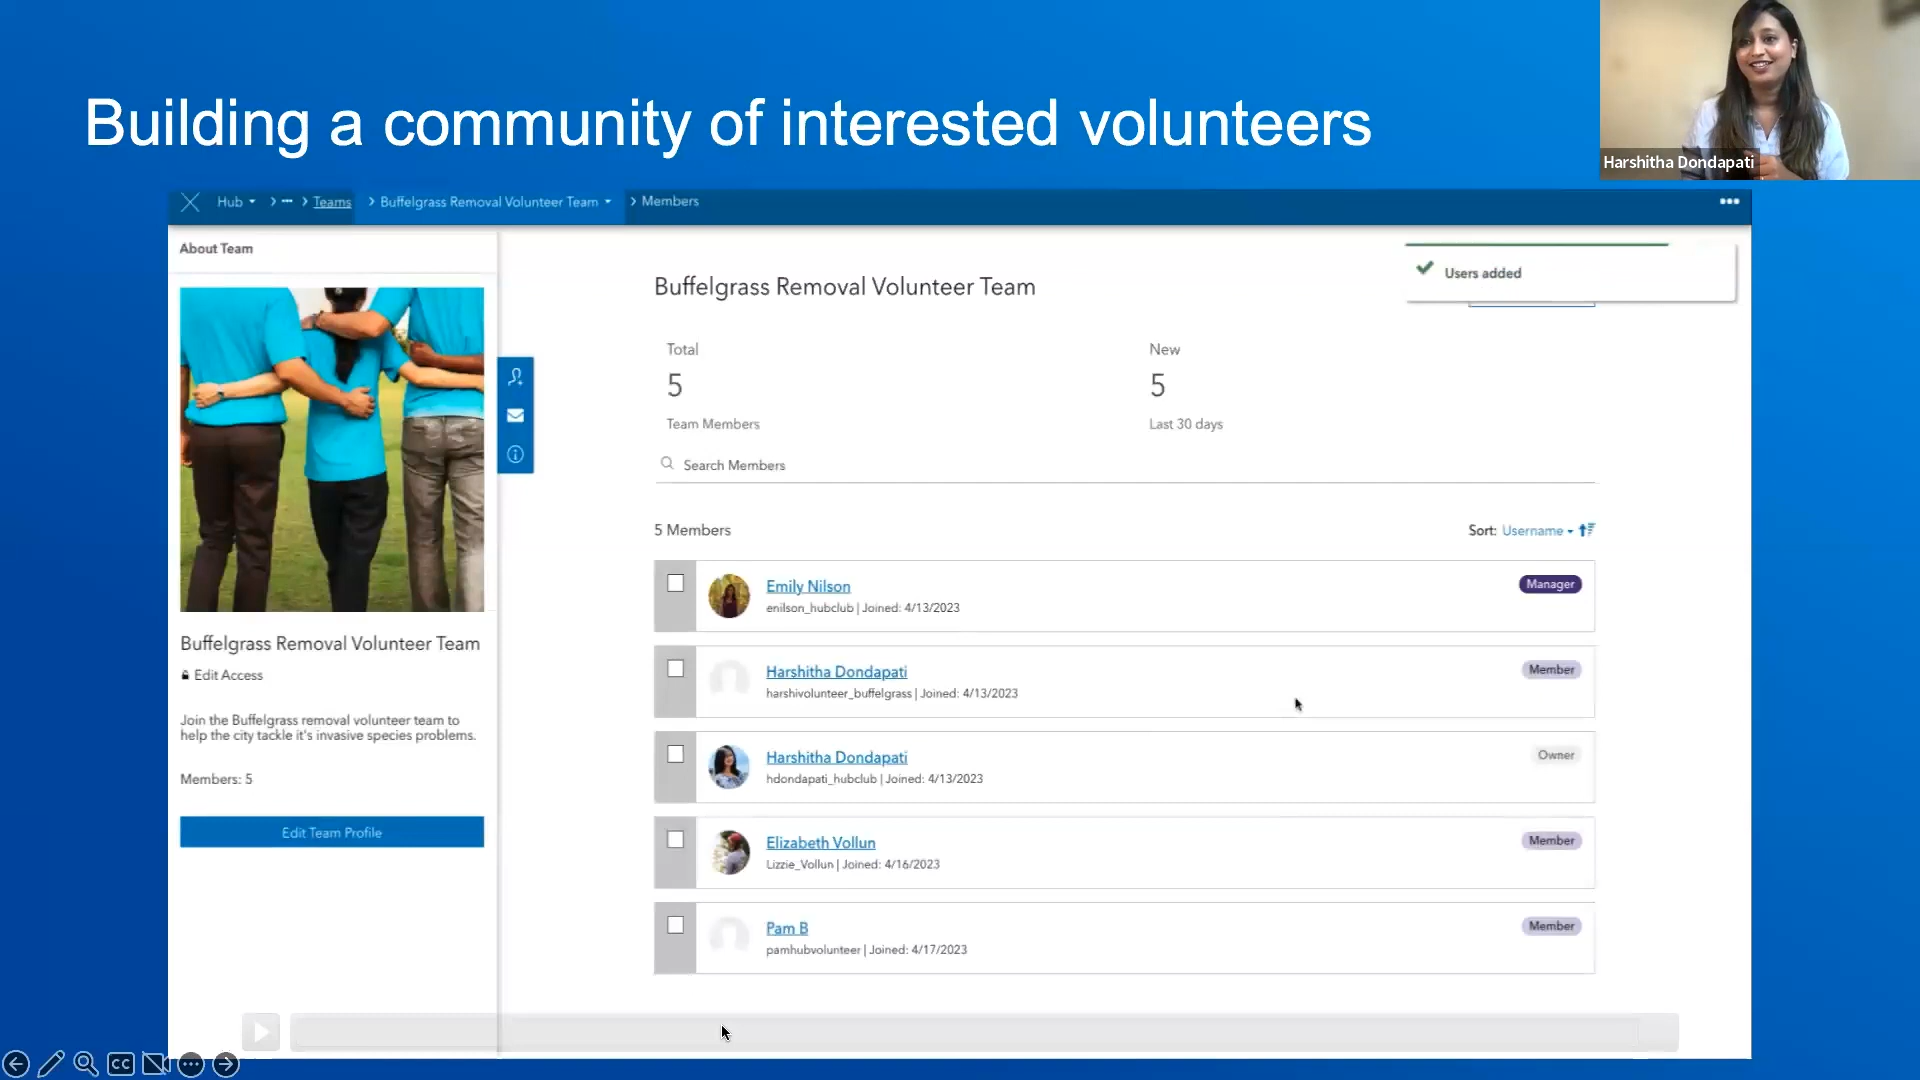 Building a community of interested volunteers
Harshitha Dondapati
Hub > ••• > Teams > Buffelgrass Removal Volunteer Team > Members
About Team
Users added
Buffelgrass Removal Volunteer Team
Total
5
Team Members
New
5
Last 30 days
Search Members
5 Members
Sort: Username
Emily Nilson
enilson_hubclub | Joined: 4/13/2023
Manager
Harshitha Dondapati
harshivolunteer_buffelgrass | Joined: 4/13/2023
Member
Harshitha Dondapati
hdondapati_hubclub | Joined: 4/13/2023
Owner
Elizabeth Vollun
Lizzie_Vollun | Joined: 4/16/2023
Member
Pam B
pamhubvolunteer | Joined: 4/17/2023
Member
Buffelgrass Removal Volunteer Team
Edit Access
Join the Buffelgrass removal volunteer team to
help the city tackle it's invasive species problems.
Members: 5
Edit Team Profile
CC